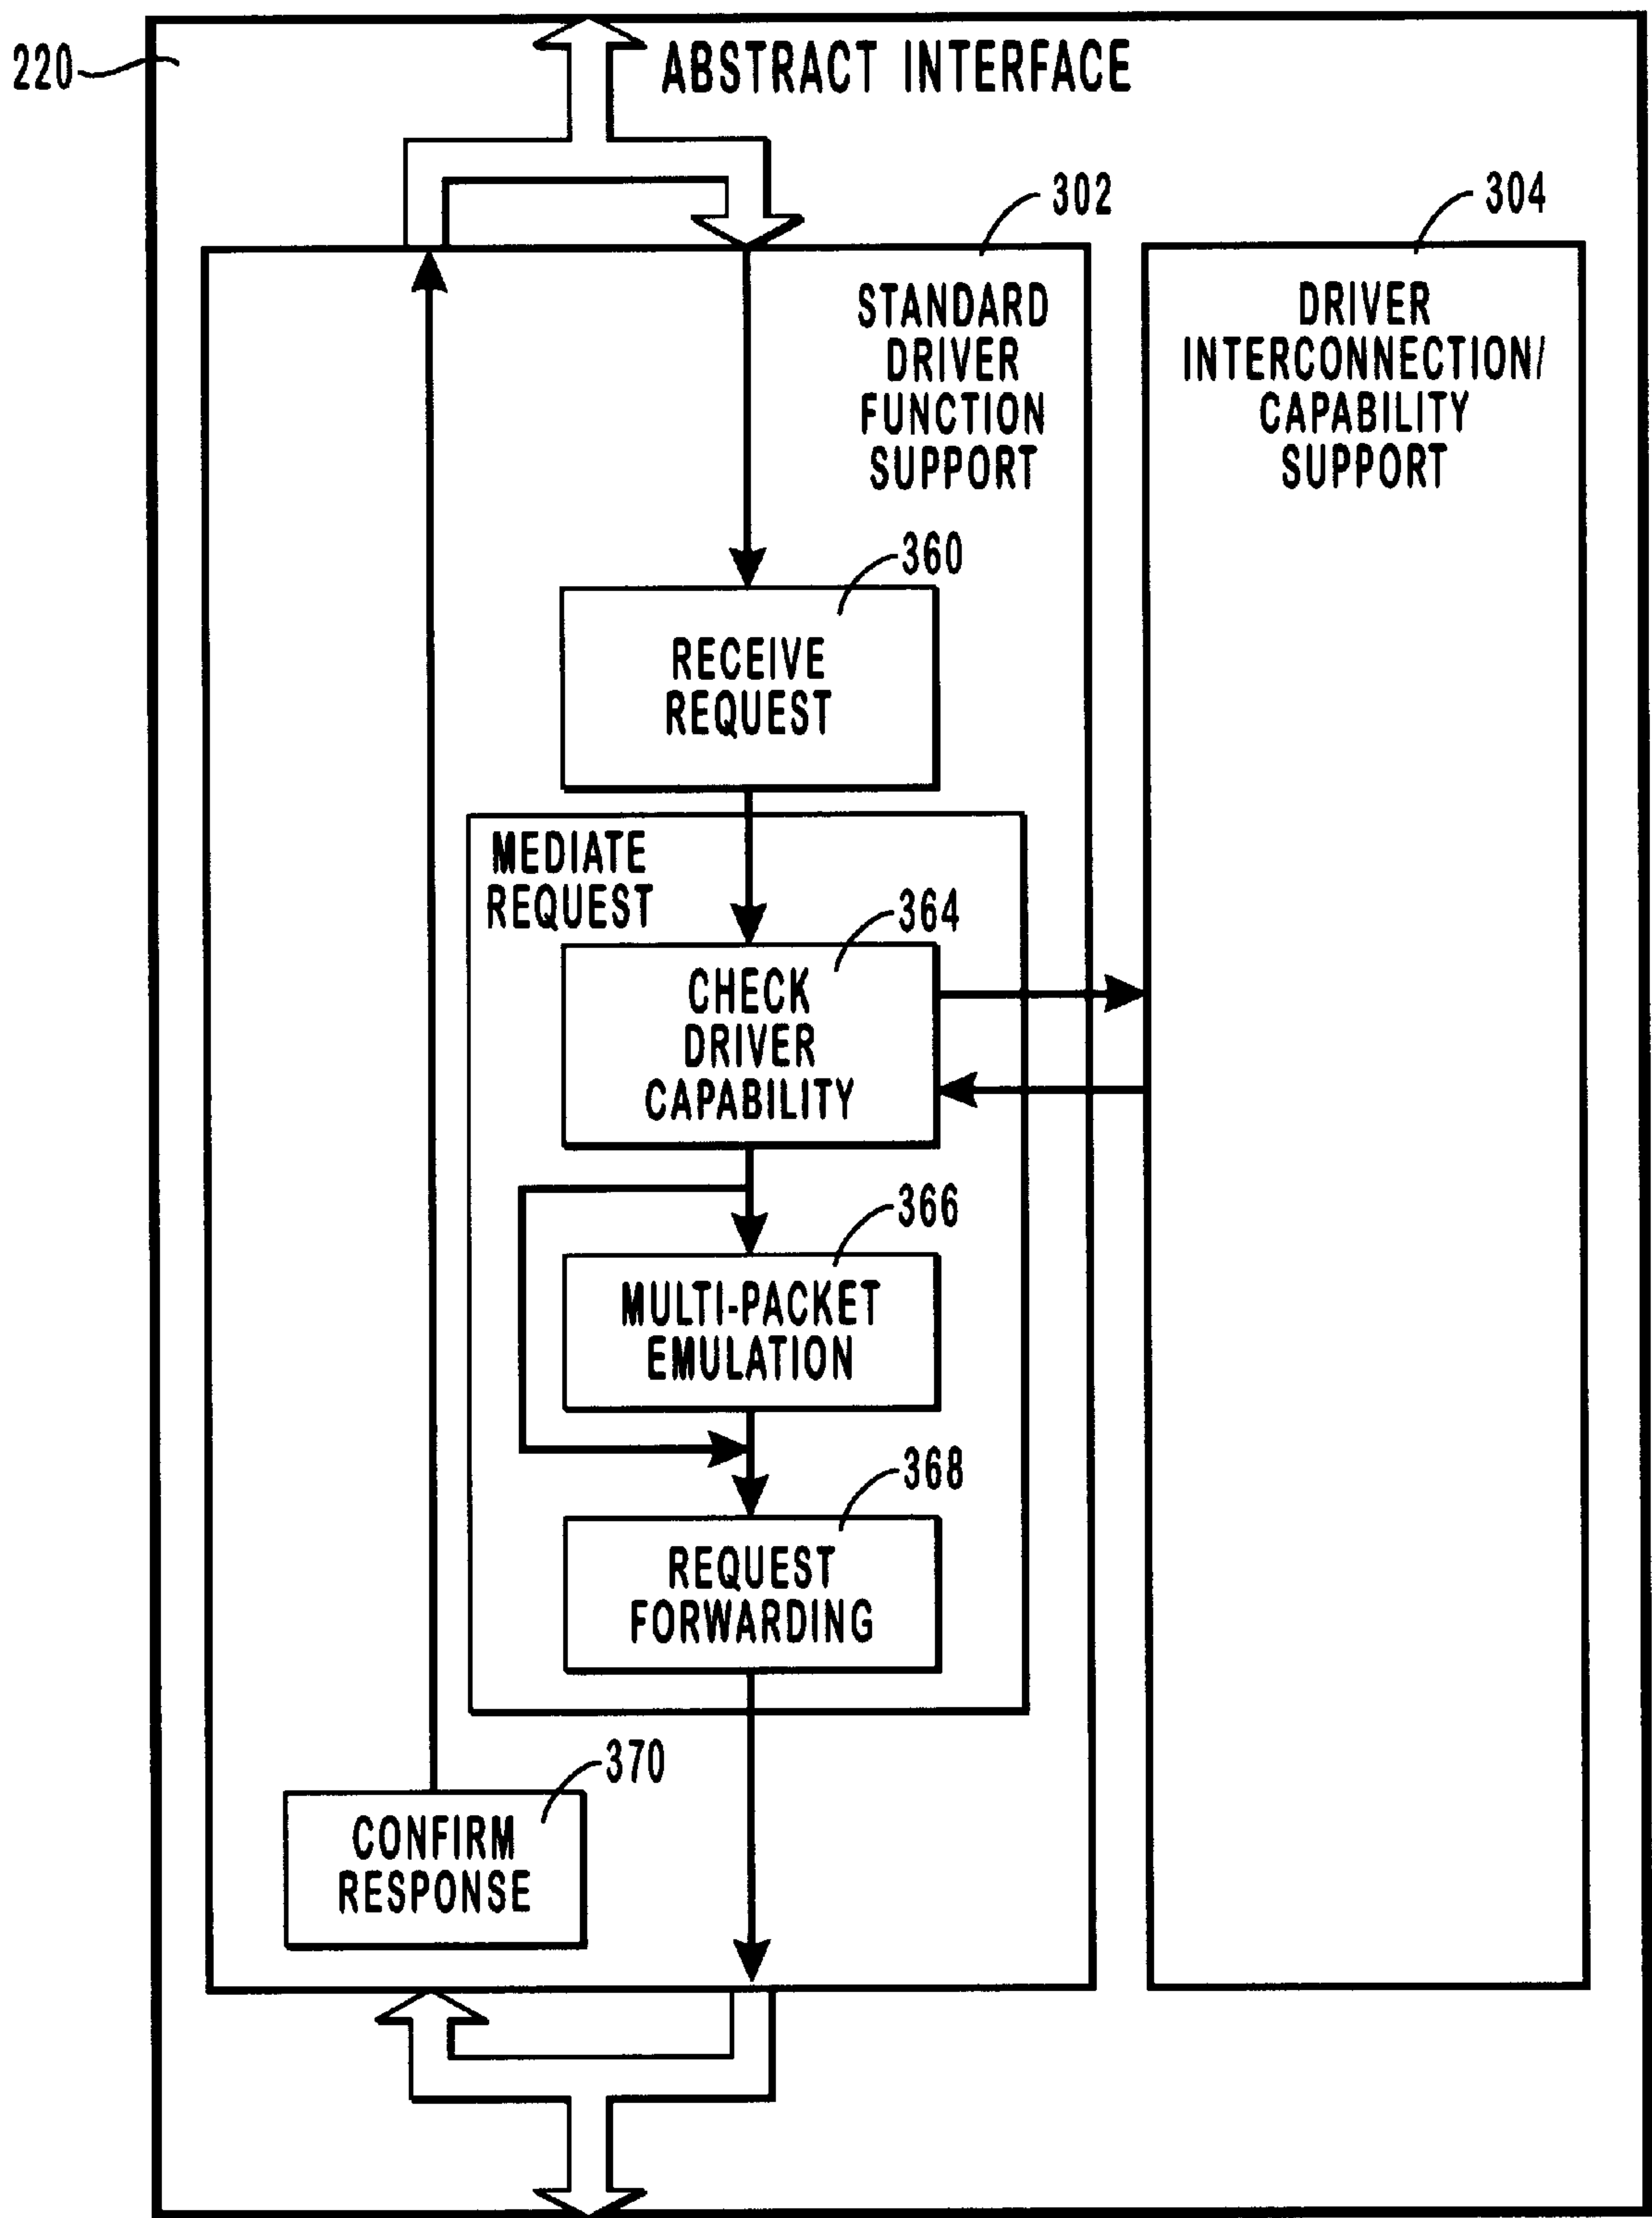 220
ABSTRACT INTERFACE
302
304
STANDARD
DRIVER
FUNCTION
SUPPORT
DRIVER
INTERCONNECTION/
CAPABILITY
SUPPORT
360
RECEIVE
REQUEST
MEDIATE
REQUEST
364
CHECK
DRIVER
CAPABILITY
366
MULTI-PACKET
EMULATION
368
REQUEST
FORWARDING
370
CONFIRM
RESPONSE